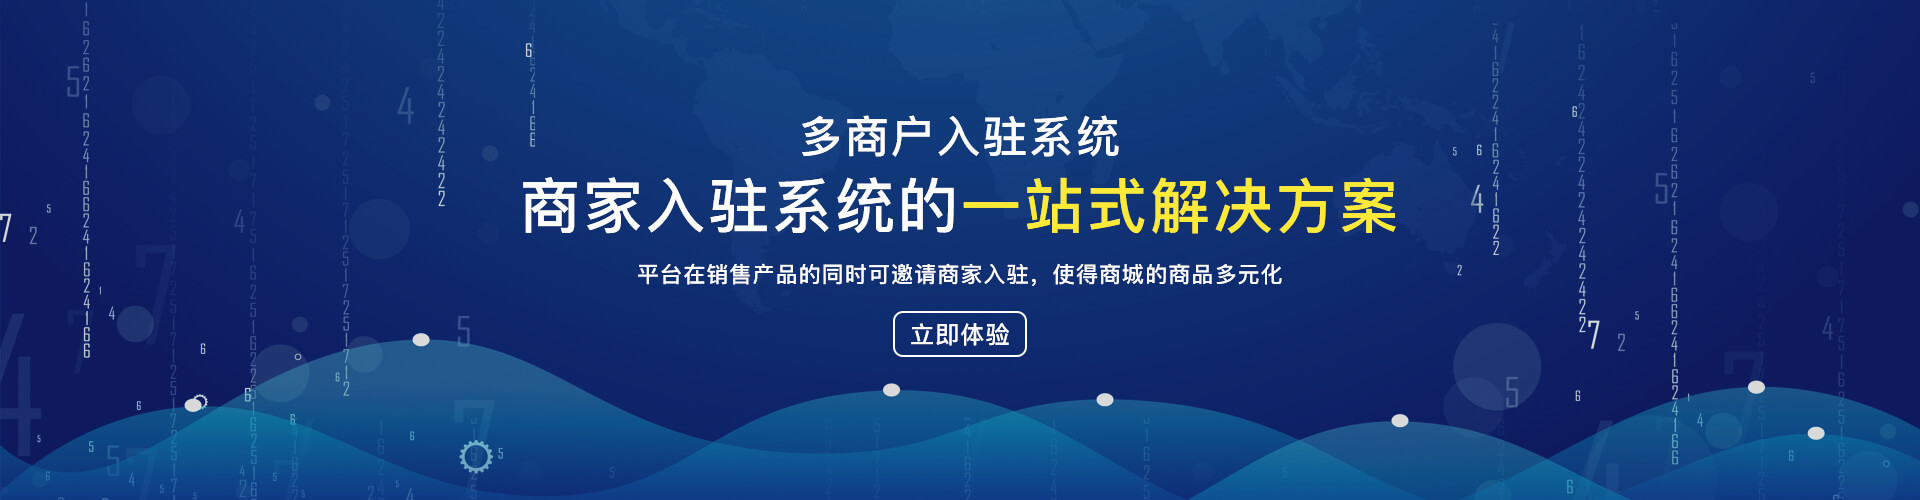 多商户入驻系统
商家入驻系统的一站式解决方案
平台在销售产品的同时可邀请商家入驻，使得商城的商品多元化
立即体验